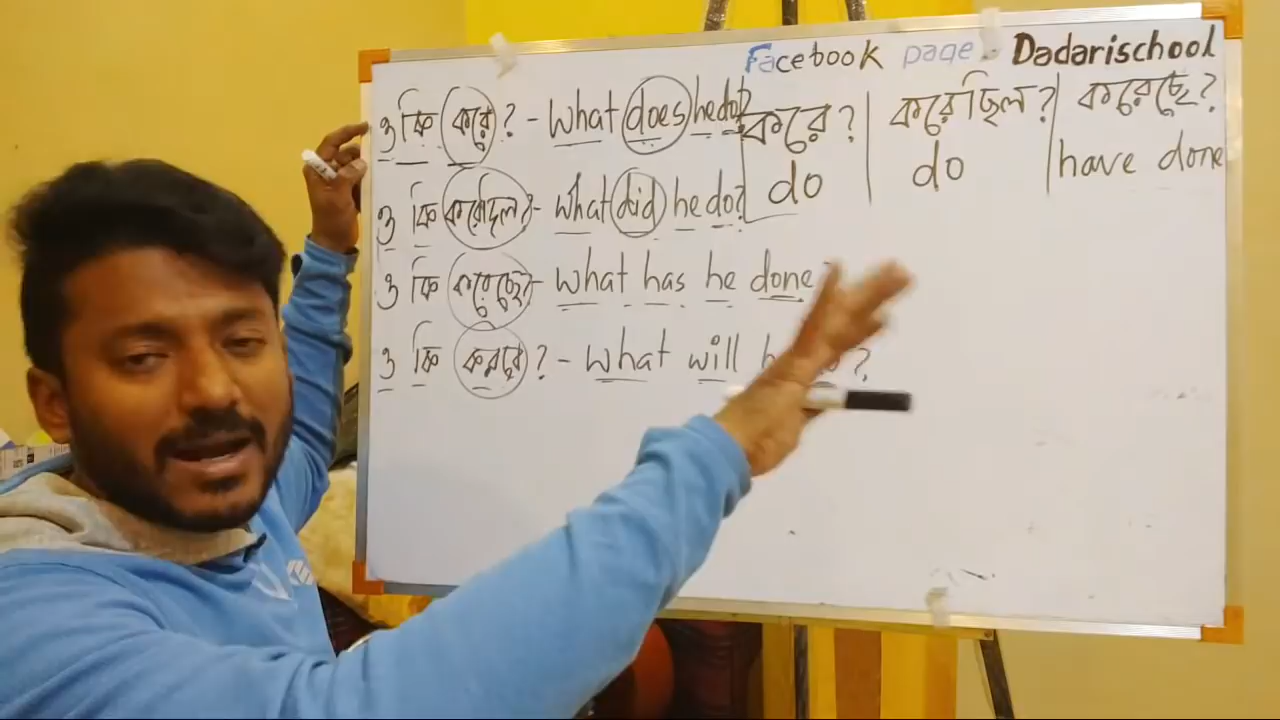 Facebook page - Dadarischool
ও কি করে? - What does he do?
ও কি করেছিল? - What did he do?
ও কি করেছে? - What has he done
ও কি করবে? - What will ?
করে? | করেছিল? | করেছে?
do | do | have done